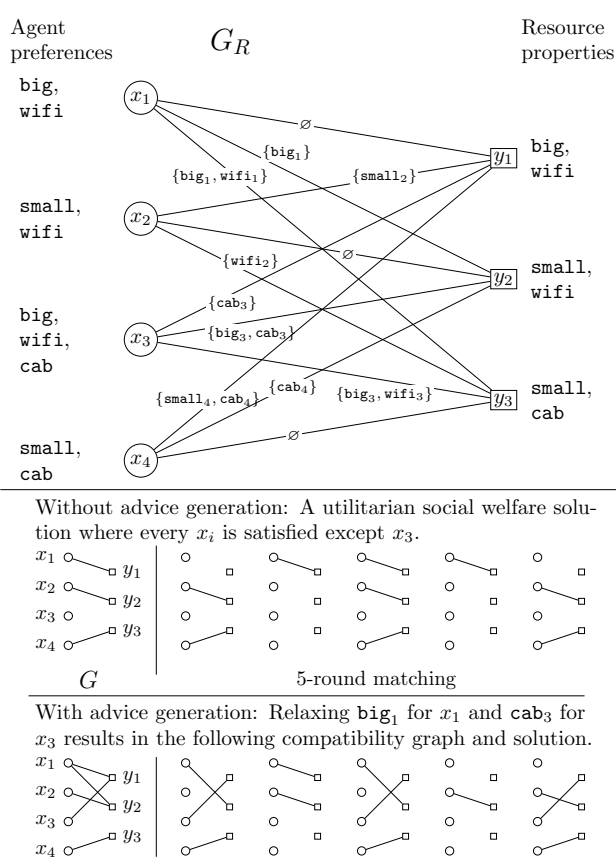 Agent
preferences
G_R
Resource
properties
big,
wifi
x_1
∅
{big_1}
y_1
big,
wifi
{big_1, wifi_1}
{small_2}
small,
wifi
x_2
∅
{wifi_2}
y_2
small,
wifi
{cab_3}
big,
wifi,
cab
x_3
{big_3, cab_3}
{small_4, cab_4}
{cab_4}
{big_3, wifi_3}
y_3
small,
cab
small,
cab
x_4
∅
Without advice generation: A utilitarian social welfare solu-
tion where every x_i is satisfied except x_3.
x_1
y_1
x_2
y_2
x_3
y_3
x_4
G
5-round matching
With advice generation: Relaxing big_1 for x_1 and cab_3 for
x_3 results in the following compatibility graph and solution.
x_1
y_1
x_2
y_2
x_3
y_3
x_4